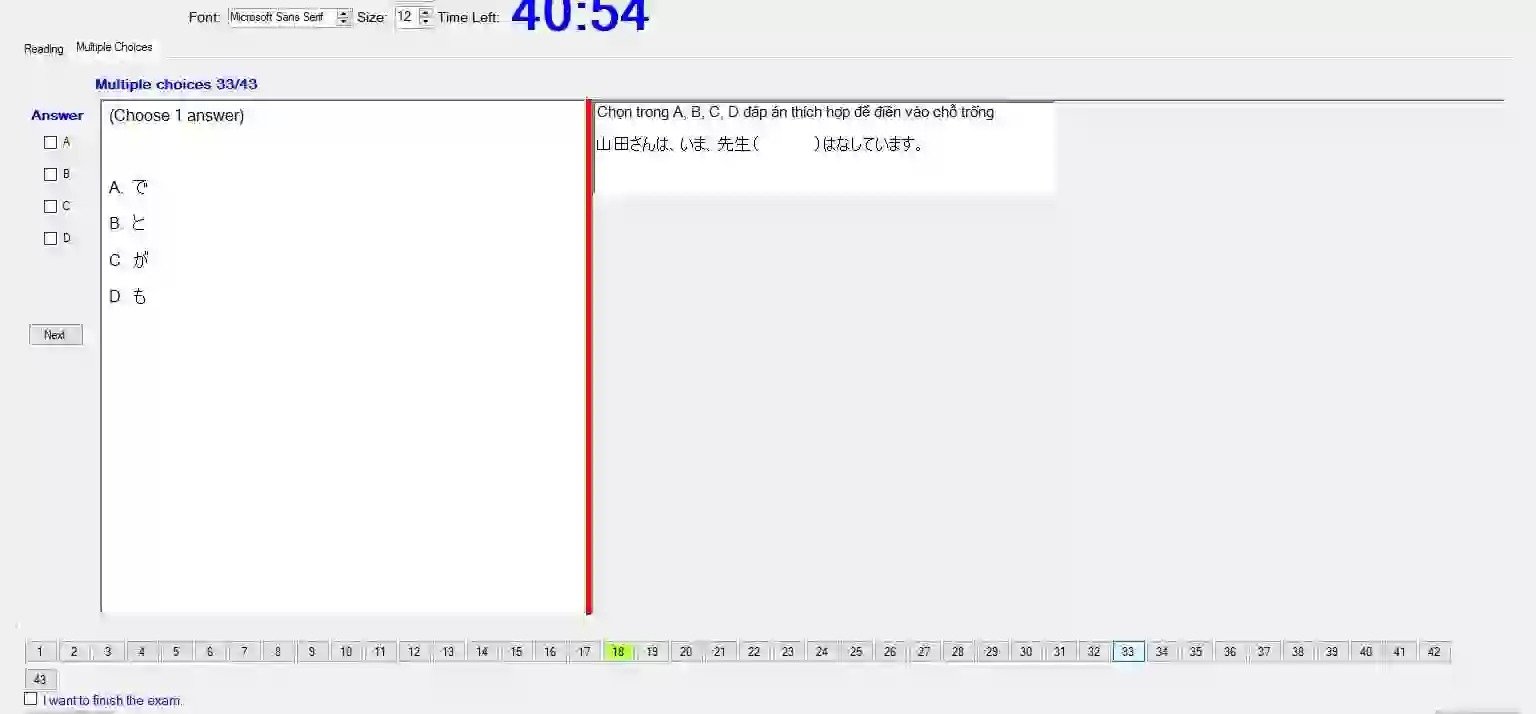 Font: Microsoft Sans Serif Size: 12 Time Left: 40:54
Reading Multiple Choices
Multiple choices 33/43
Answer
A
B
C
D
Next
(Choose 1 answer)
A. で
B. と
C が
D も
Chọn trong A, B, C, D đáp án thích hợp để điền vào chỗ trống
山田さんは、いま、先生( )はなしています。
1 2 3 4 5 6 7 8 9 10 11 12 13 14 15 16 17 18 19 20 21 22 23 24 25 26 27 28 29 30 31 32 33 34 35 36 37 38 39 40 41 42
43
I want to finish the exam.